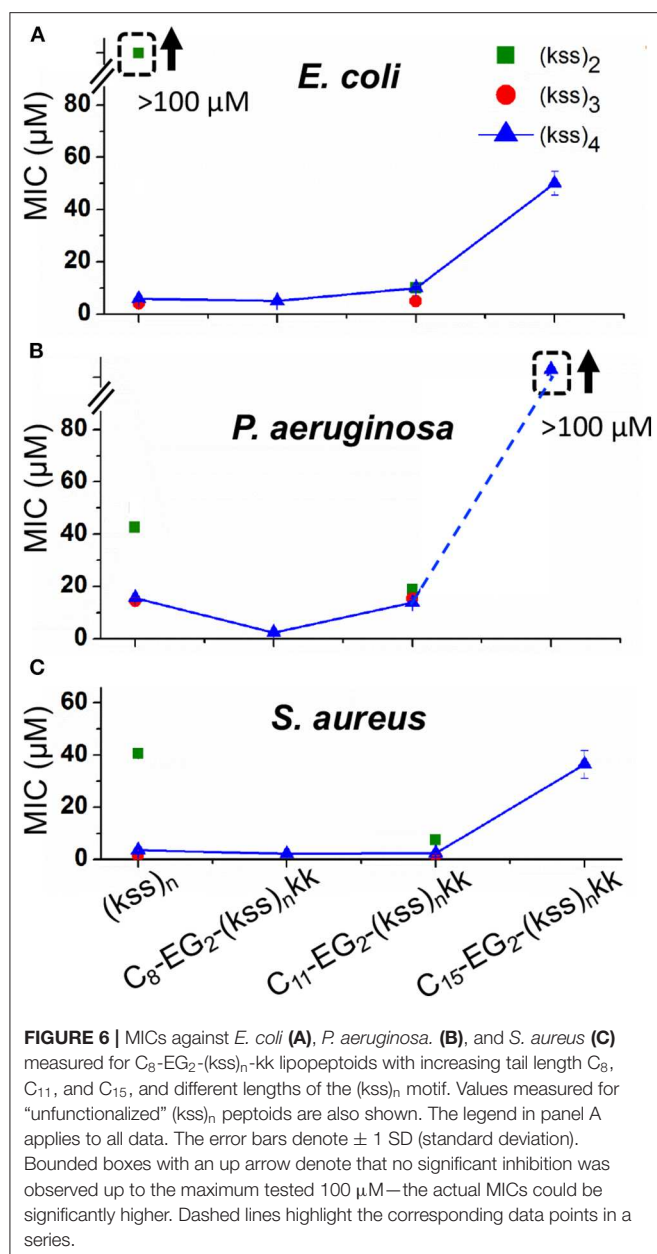 A
MIC (μM)
80
60
40
20
0
>100 μM
E. coli
(kss)2
(kss)3
(kss)4
B
MIC (μM)
80
60
40
20
0
P. aeruginosa
>100 μM
C
MIC (μM)
60
40
20
0
S. aureus
(kss)n
C8-EG2-(kss)nkk
C11-EG2-(kss)nkk
C15-EG2-(kss)nkk
FIGURE 6 | MICs against E. coli (A), P. aeruginosa. (B), and S. aureus (C)
measured for C8-EG2-(kss)n-kk lipopeptoids with increasing tail length C8,
C11, and C15, and different lengths of the (kss)n motif. Values measured for
“unfunctionalized” (kss)n peptoids are also shown. The legend in panel A
applies to all data. The error bars denote ± 1 SD (standard deviation).
Bounded boxes with an up arrow denote that no significant inhibition was
observed up to the maximum tested 100 μM—the actual MICs could be
significantly higher. Dashed lines highlight the corresponding data points in a
series.